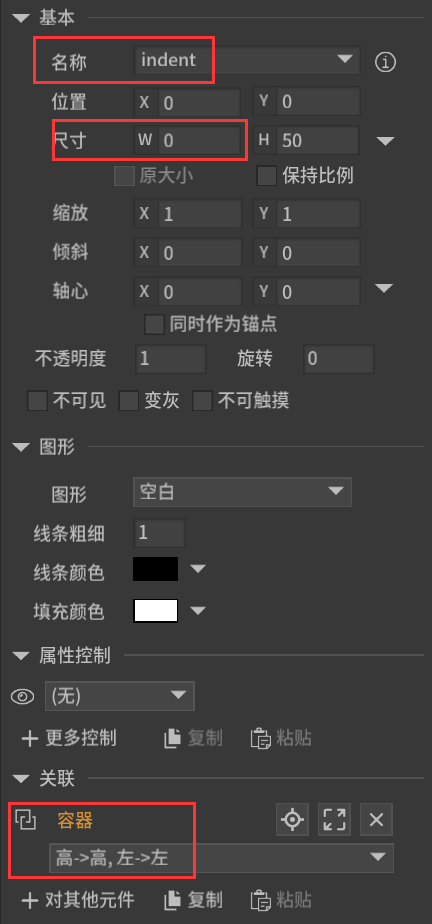 基本
名称 indent
位置 X 0 Y 0
尺寸 W 0 H 50
原大小 保持比例
缩放 X 1 Y 1
倾斜 X 0 Y 0
轴心 X 0 Y 0
同时作为锚点
不透明度 1 旋转 0
不可见 变灰 不可触摸
图形
图形 空白
线条粗细 1
线条颜色
填充颜色
属性控制
(无)
更多控制 复制 粘贴
关联
容器
高->高, 左->左
对其他元件 复制 粘贴